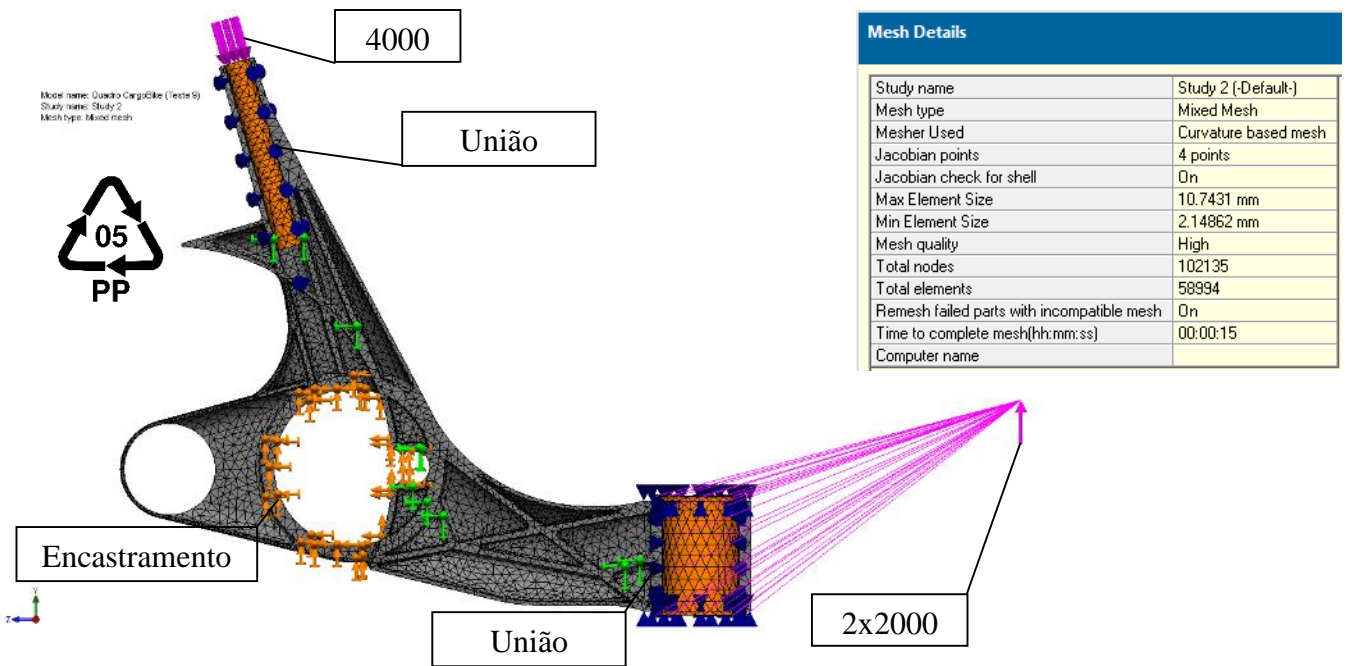 4000
Model name: Quadro CargoBike (Teste 9)
Study name: Study 2
Mesh type: Mixed mesh
União
05
PP
Mesh Details
Study name Study 2 (-Default-)
Mesh type Mixed Mesh
Mesher Used Curvature based mesh
Jacobian points 4 points
Jacobian check for shell On
Max Element Size 10.7431 mm
Min Element Size 2.14862 mm
Mesh quality High
Total nodes 102135
Total elements 58994
Remesh failed parts with incompatible mesh On
Time to complete mesh(hh:mm:ss) 00:00:15
Computer name
Encastramento
União
2x2000
Y
Z